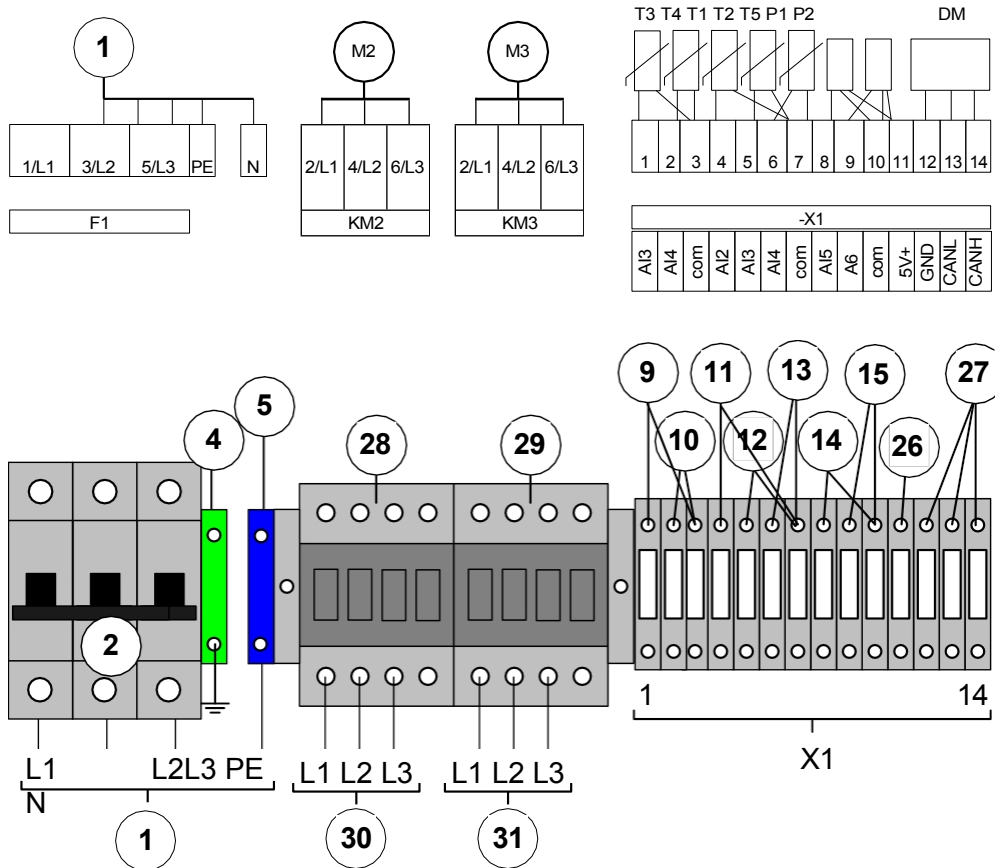 T3 T4 T1 T2 T5 P1 P2 DM
1 M2 M3
1/L1 3/L2 5/L3 PE N
2/L1 4/L2 6/L3 2/L1 4/L2 6/L3
1 2 3 4 5 6 7 8 9 10 11 12 13 14
F1 KM2 KM3 -X1
AI3 AI4 com AI2 AI3 AI4 com AI5 A6 com 5V+ GND CANL CANH
9 11 13 15 27
5
4 28 29 10 12 14 26
2
1 14
X1
L1 L2L3 PE L1 L2 L3 L1 L2 L3
N
1 30 31